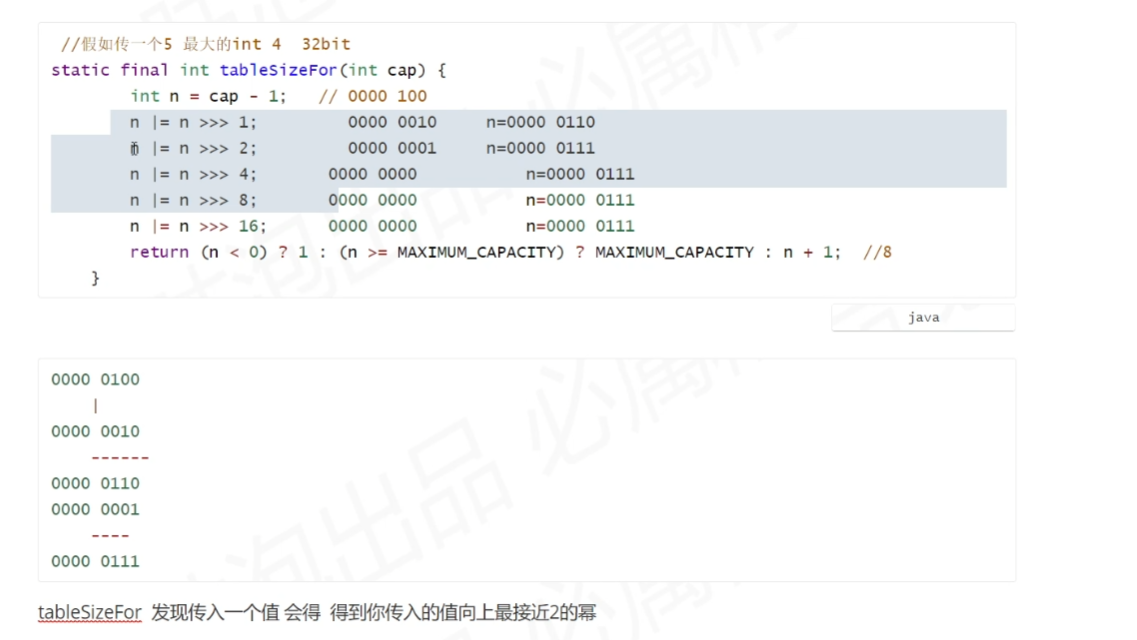 //假如传一个5 最大的int 4 32bit
static final int tableSizeFor(int cap) {
int n = cap - 1; // 0000 100
n |= n >>> 1; 0000 0010 n=0000 0110
n |= n >>> 2; 0000 0001 n=0000 0111
n |= n >>> 4; 0000 0000 n=0000 0111
n |= n >>> 8; 0000 0000 n=0000 0111
n |= n >>> 16; 0000 0000 n=0000 0111
return (n < 0) ? 1 : (n >= MAXIMUM_CAPACITY) ? MAXIMUM_CAPACITY : n + 1; //8
}
java
0000 0100
|
0000 0010
------
0000 0110
0000 0001
----
0000 0111
tableSizeFor 发现传入一个值 会得 得到你传入的值向上最接近2的幂